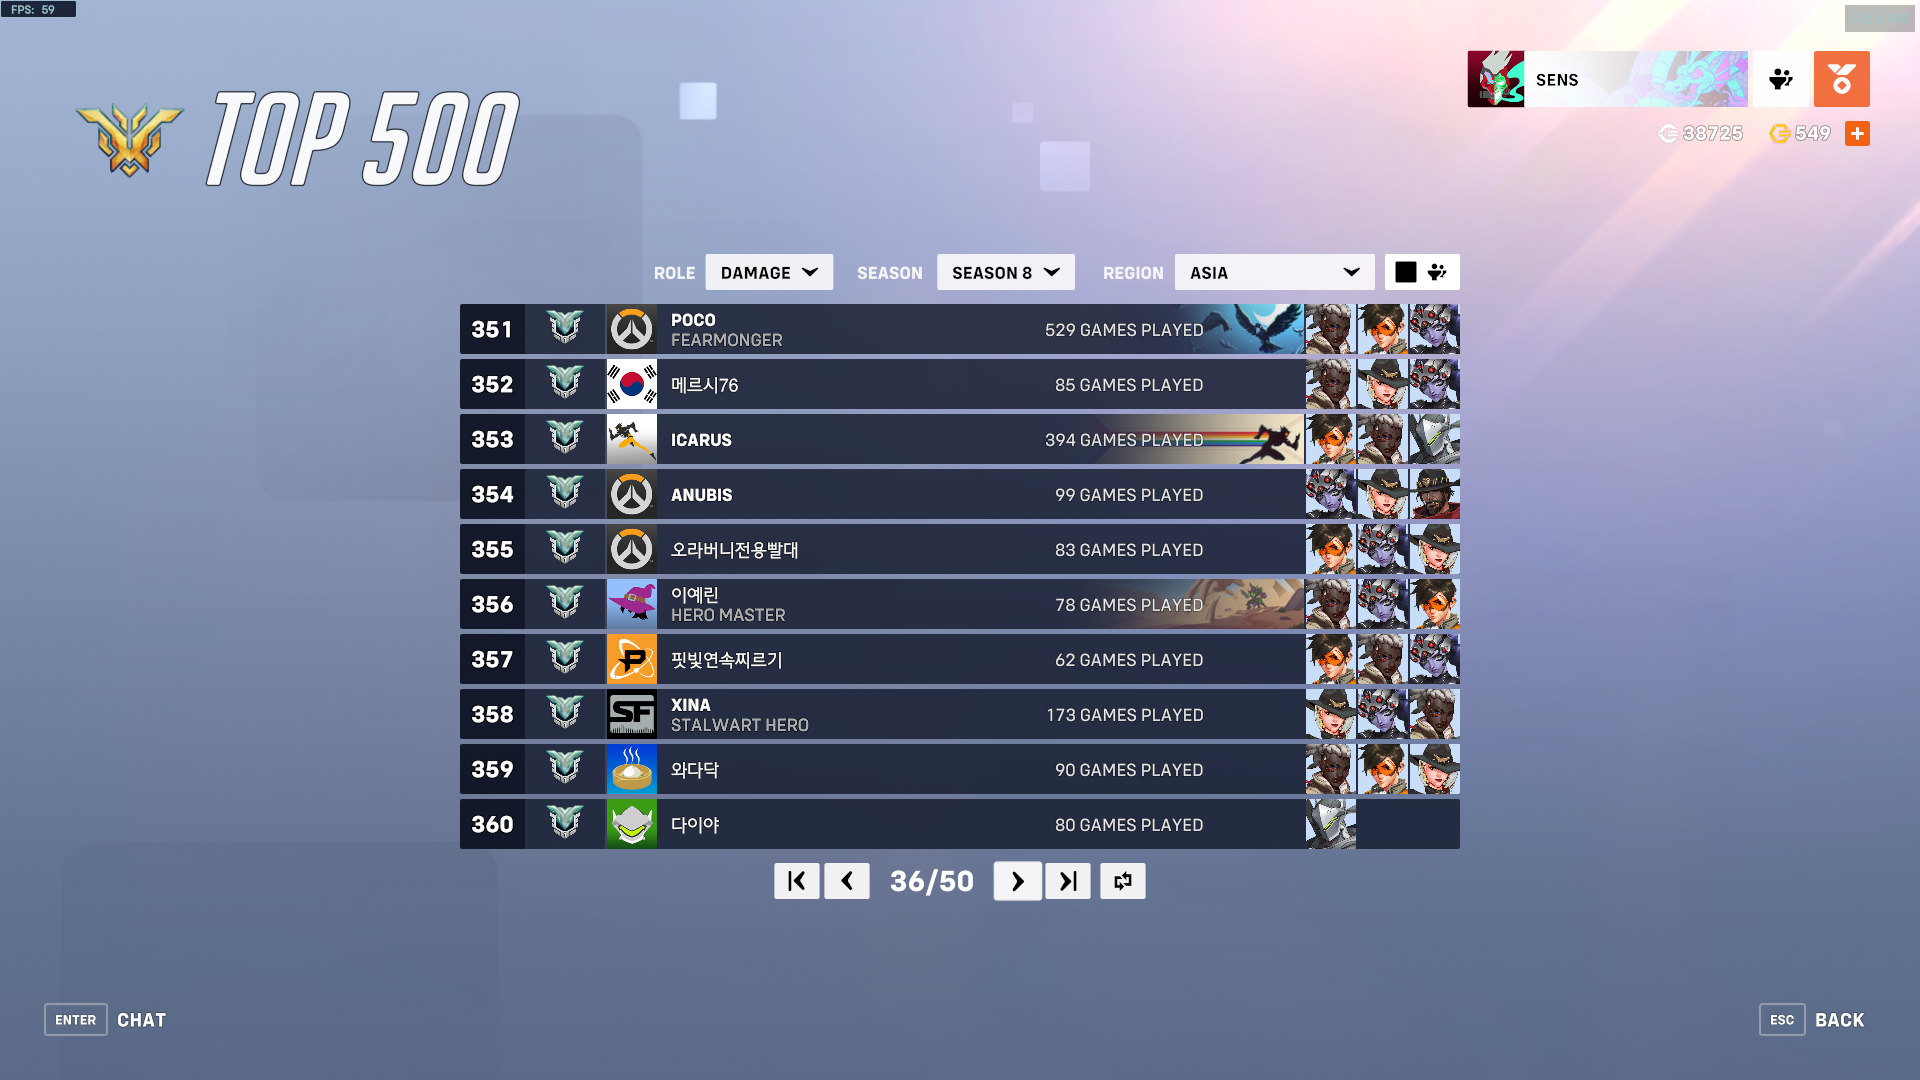 FPS: 59
SENS
38725
549
TOP 500
ROLE
DAMAGE
SEASON
SEASON 8
REGION
ASIA
351
POCO
FEARMONGER
529 GAMES PLAYED
352
메르시76
85 GAMES PLAYED
353
ICARUS
394 GAMES PLAYED
354
ANUBIS
99 GAMES PLAYED
355
오라버니전용빨대
83 GAMES PLAYED
356
이예린
HERO MASTER
78 GAMES PLAYED
357
핏빛연속찌르기
62 GAMES PLAYED
358
SF
XINA
STALWART HERO
173 GAMES PLAYED
359
와다닥
90 GAMES PLAYED
360
다이야
80 GAMES PLAYED
36/50
ENTER
CHAT
ESC
BACK